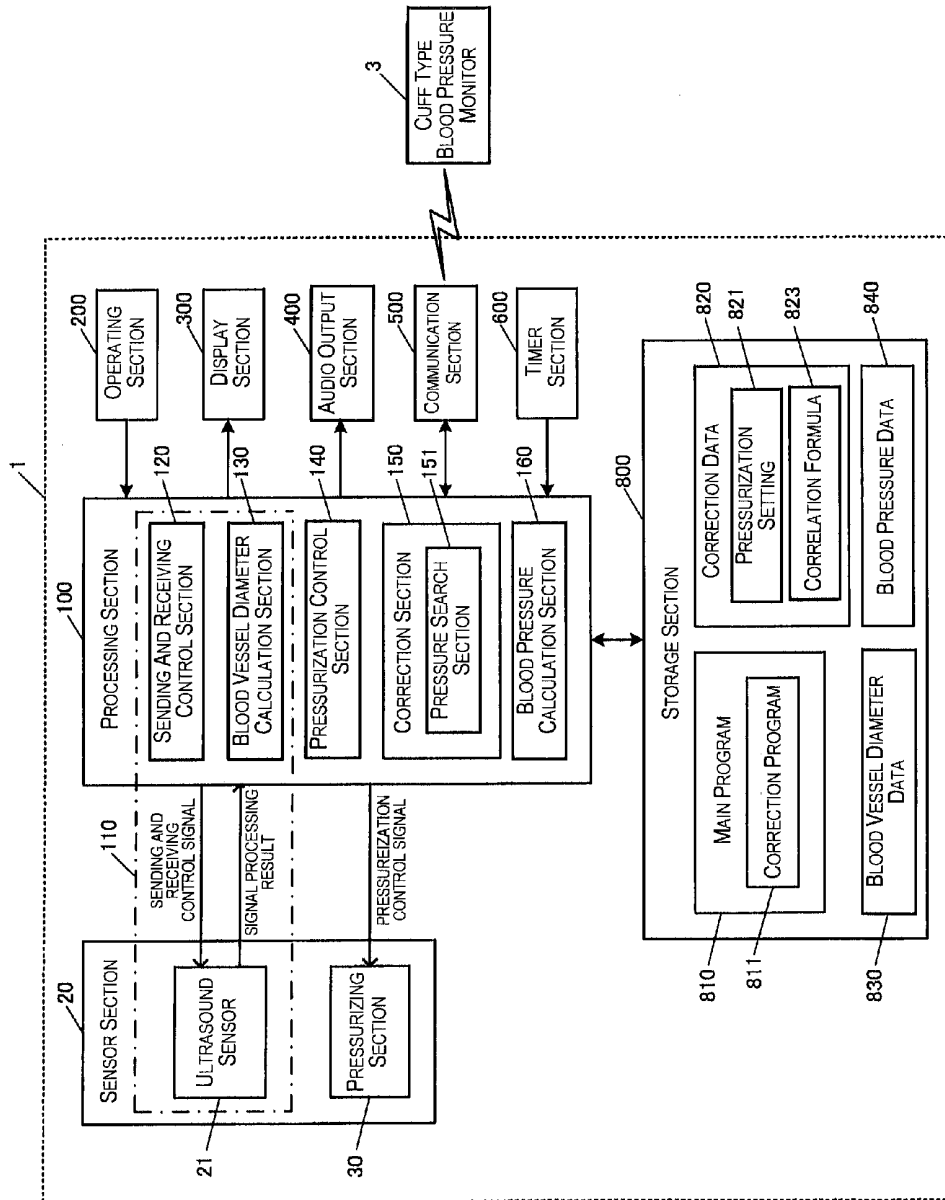 1
3
CUFF TYPE
BLOOD PRESSURE
MONITOR
20
SENSOR SECTION
ULTRASOUND
SENSOR
21
PRESSURIZING
SECTION
30
110
SENDING AND
RECEIVING
CONTROL SIGNAL
SIGNAL PROCESSING
RESULT
PRESSUREIZATION
CONTROL SIGNAL
100
PROCESSING SECTION
120
SENDING AND RECEIVING
CONTROL SECTION
130
BLOOD VESSEL DIAMETER
CALCULATION SECTION
140
PRESSURIZATION CONTROL
SECTION
150
CORRECTION SECTION
151
PRESSURE SEARCH
SECTION
160
BLOOD PRESSURE
CALCULATION SECTION
200
OPERATING
SECTION
300
DISPLAY
SECTION
400
AUDIO OUTPUT
SECTION
500
COMMUNICATION
SECTION
600
TIMER
SECTION
800
STORAGE SECTION
810
MAIN PROGRAM
811
CORRECTION PROGRAM
820
CORRECTION DATA
821
PRESSURIZATION
SETTING
823
CORRELATION FORMULA
830
BLOOD VESSEL DIAMETER
DATA
840
BLOOD PRESSURE DATA